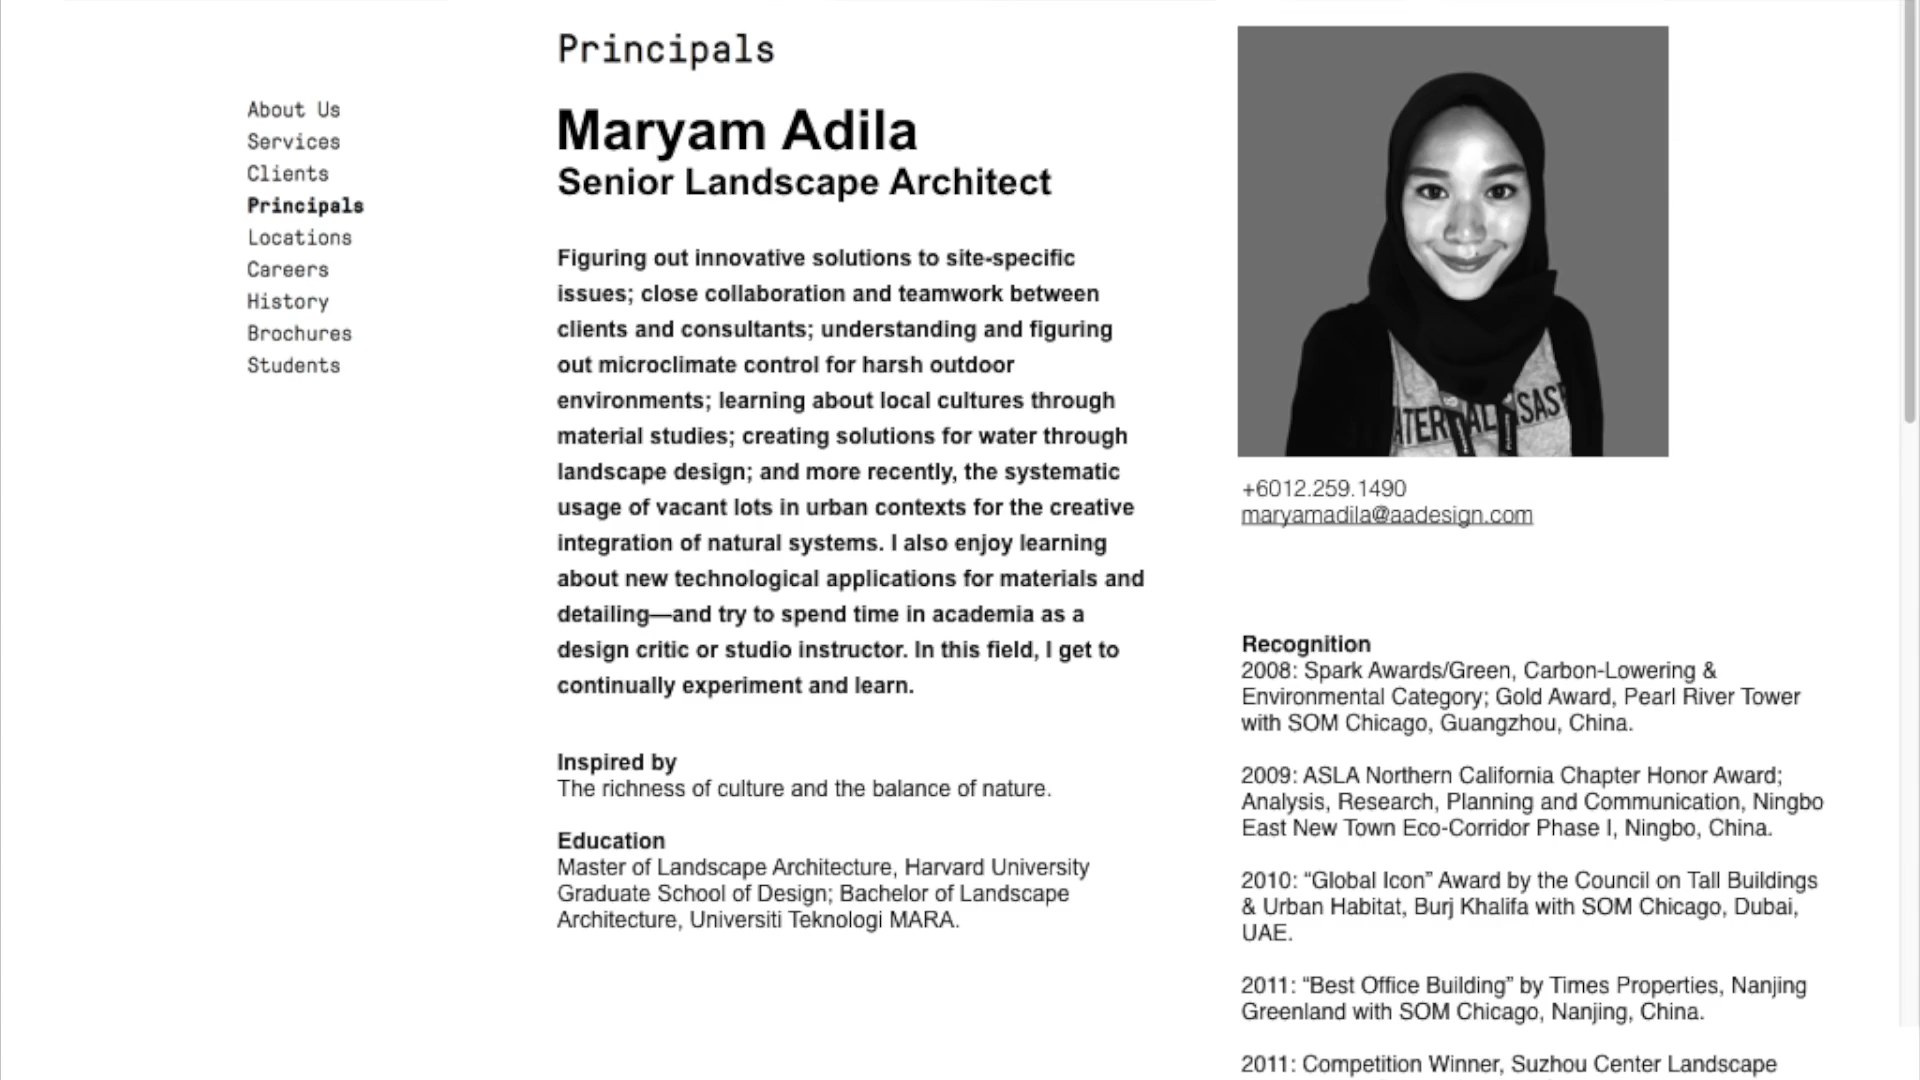 Principals
About Us
Services
Clients
Principals
Locations
Careers
History
Brochures
Students
Maryam Adila
Senior Landscape Architect
Figuring out innovative solutions to site-specific
issues; close collaboration and teamwork between
clients and consultants; understanding and figuring
out microclimate control for harsh outdoor
environments; learning about local cultures through
material studies; creating solutions for water through
landscape design; and more recently, the systematic
usage of vacant lots in urban contexts for the creative
integration of natural systems. I also enjoy learning
about new technological applications for materials and
detailing—and try to spend time in academia as a
design critic or studio instructor. In this field, I get to
continually experiment and learn.
Inspired by
The richness of culture and the balance of nature.
Education
Master of Landscape Architecture, Harvard University
Graduate School of Design; Bachelor of Landscape
Architecture, Universiti Teknologi MARA.
+6012.259.1490
maryamadila@aadesign.com
Recognition
2008: Spark Awards/Green, Carbon-Lowering &
Environmental Category; Gold Award, Pearl River Tower
with SOM Chicago, Guangzhou, China.
2009: ASLA Northern California Chapter Honor Award;
Analysis, Research, Planning and Communication, Ningbo
East New Town Eco-Corridor Phase I, Ningbo, China.
2010: “Global Icon” Award by the Council on Tall Buildings
& Urban Habitat, Burj Khalifa with SOM Chicago, Dubai,
UAE.
2011: “Best Office Building” by Times Properties, Nanjing
Greenland with SOM Chicago, Nanjing, China.
2011: Competition Winner, Suzhou Center Landscape